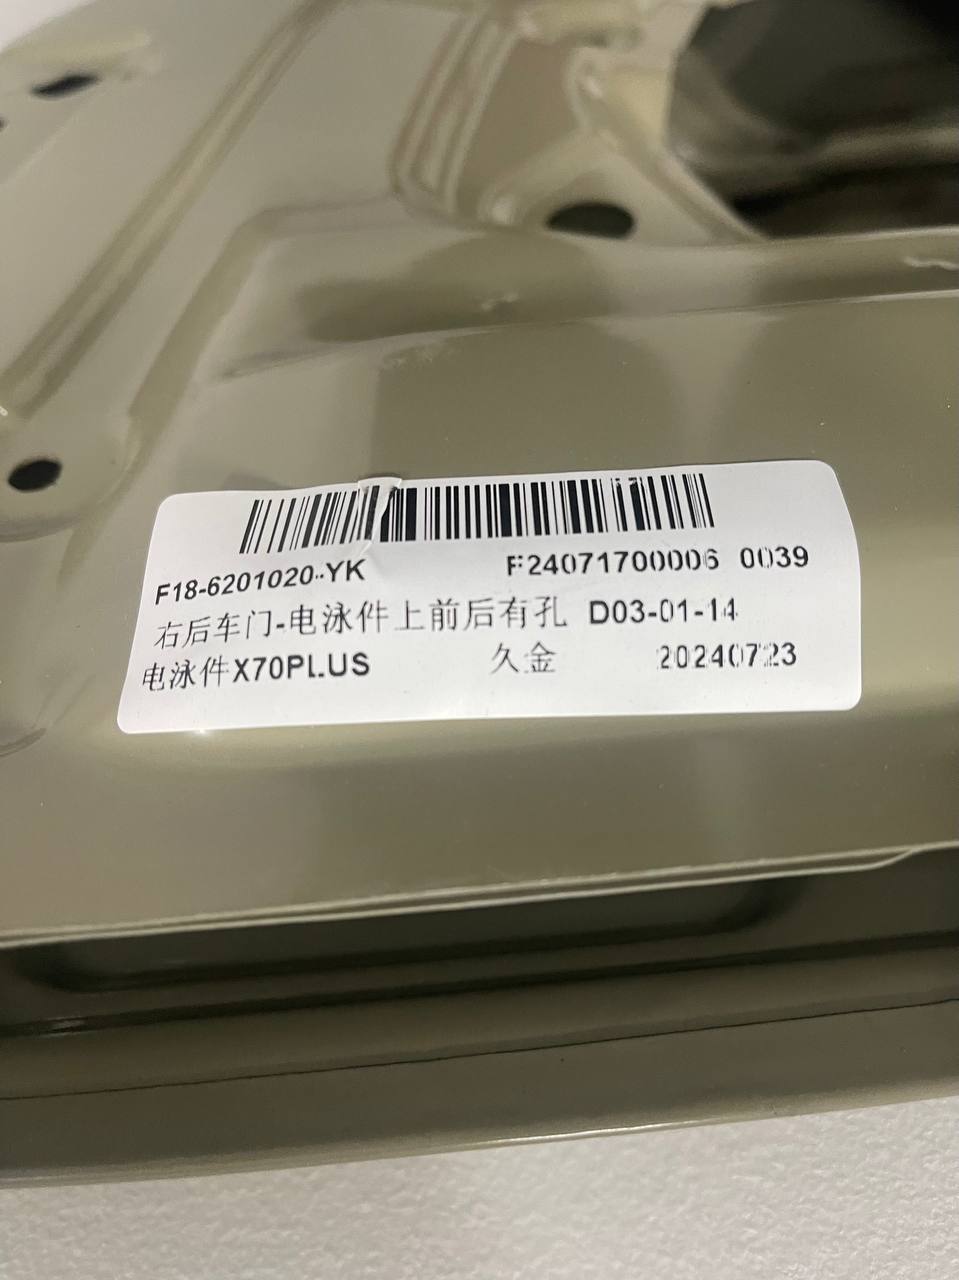 F18-6201020-YK F24071700006 0039
右后车门-电泳件上前后有孔 D03-01-14
电泳件X70PLUS 久金 20240723